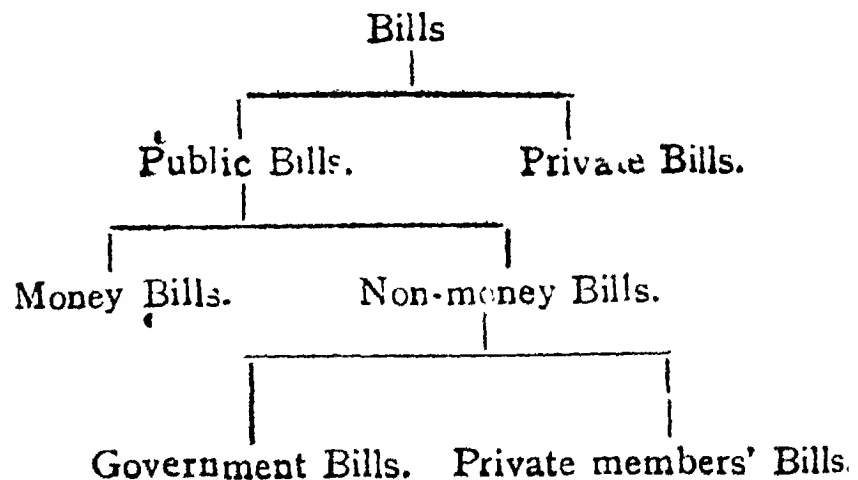 Bills
Public Bills. Private Bills.
Money Bills. Non-money Bills.
Government Bills. Private members' Bills.